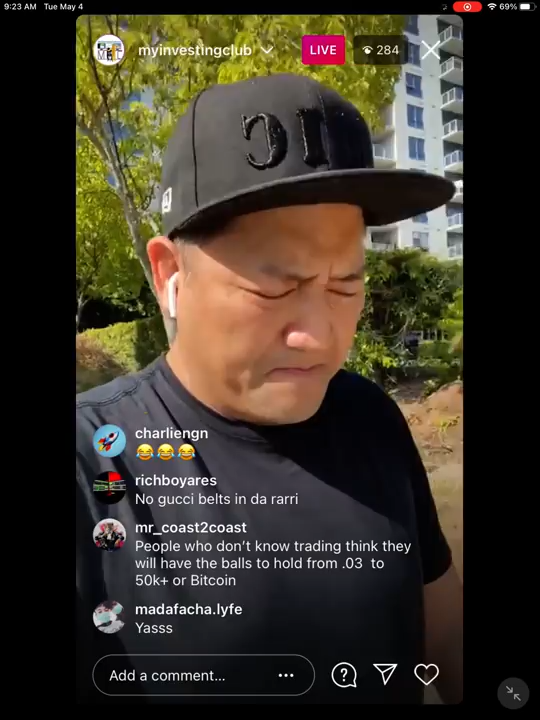 9:23 AM Tue May 4
69%
myinvestingclub
LIVE
284
charliengn
😂😂😂
richboyares
No gucci belts in da rarri
mr_coast2coast
People who don’t know trading think they
will have the balls to hold from .03 to
50k+ or Bitcoin
madafacha.lyfe
Yasss
Add a comment...